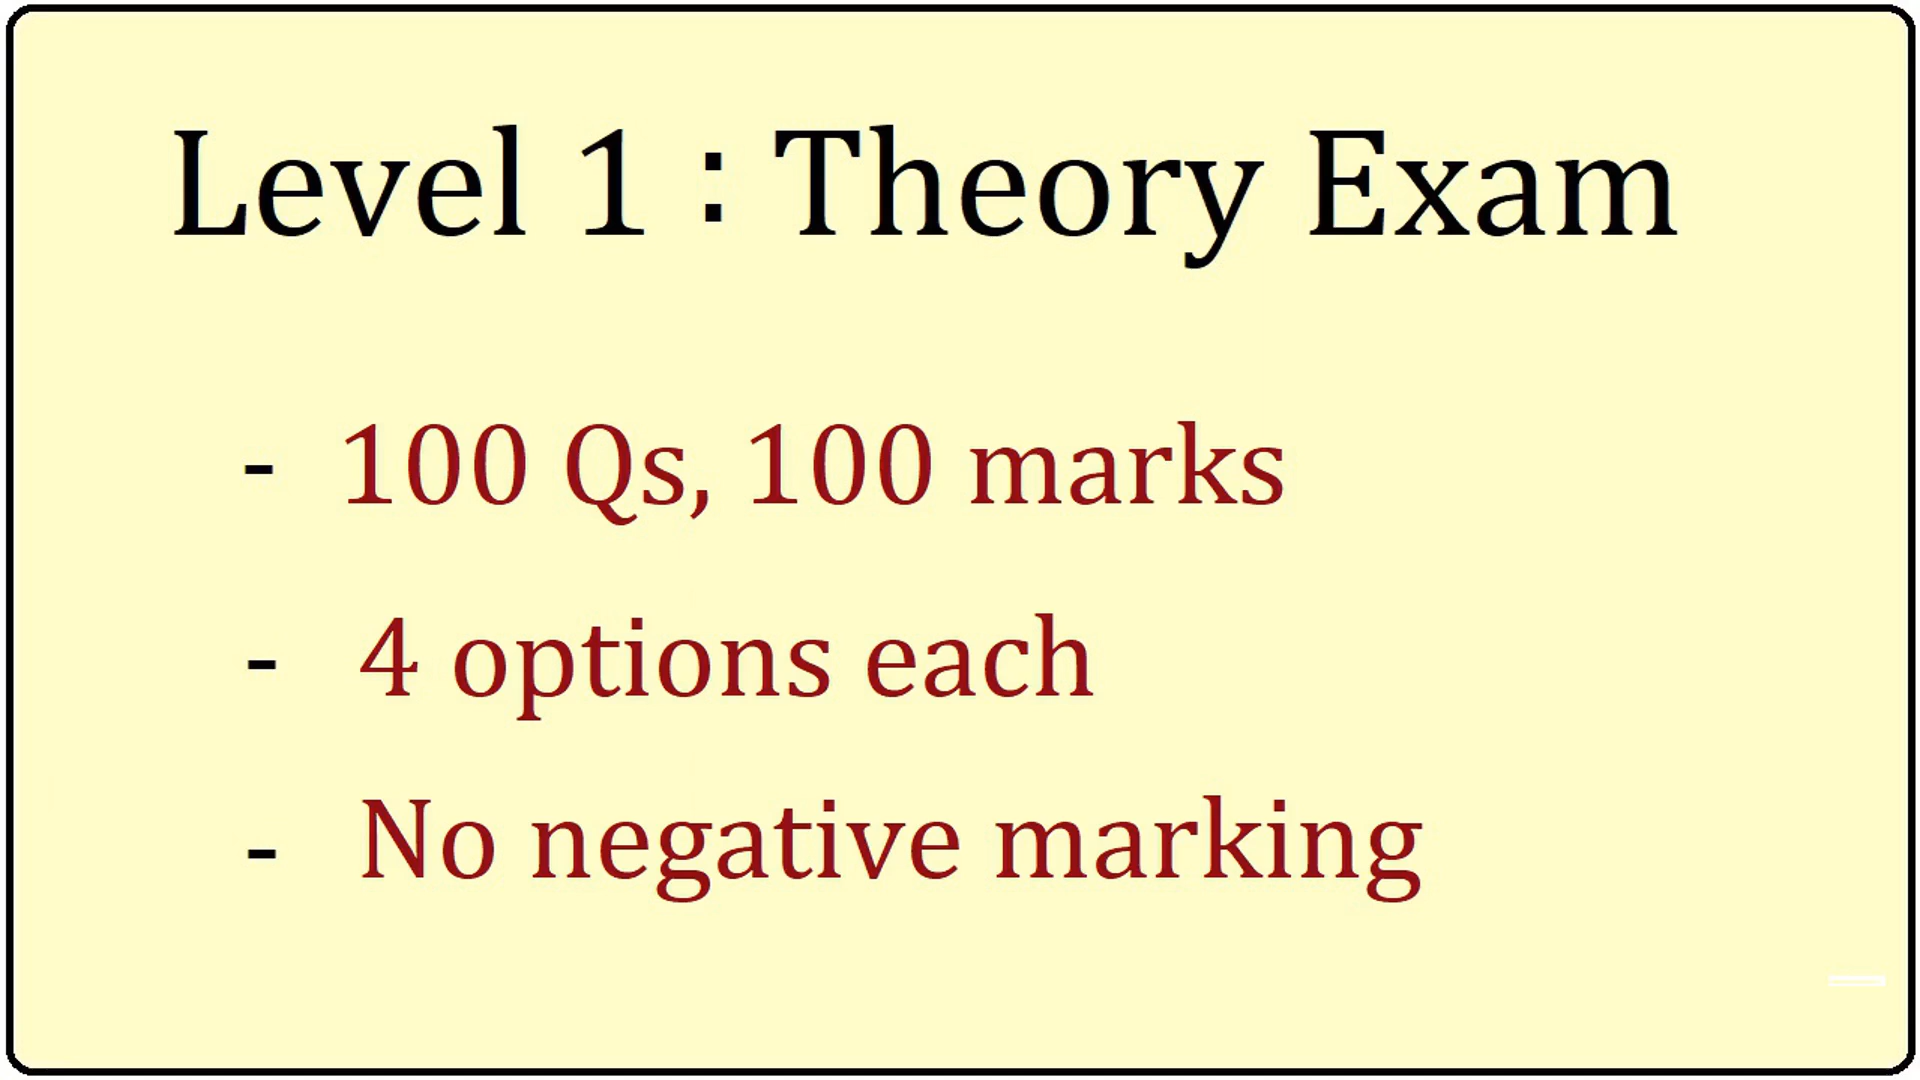 Level 1 : Theory Exam
- 100 Qs, 100 marks
- 4 options each
- No negative marking